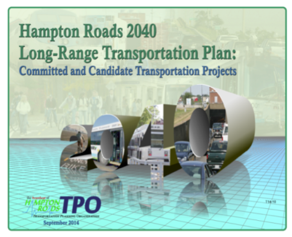 Hampton Roads 2040
Long-Range Transportation Plan:
Committed and Candidate Transportation Projects
2040
TPO
September 2014